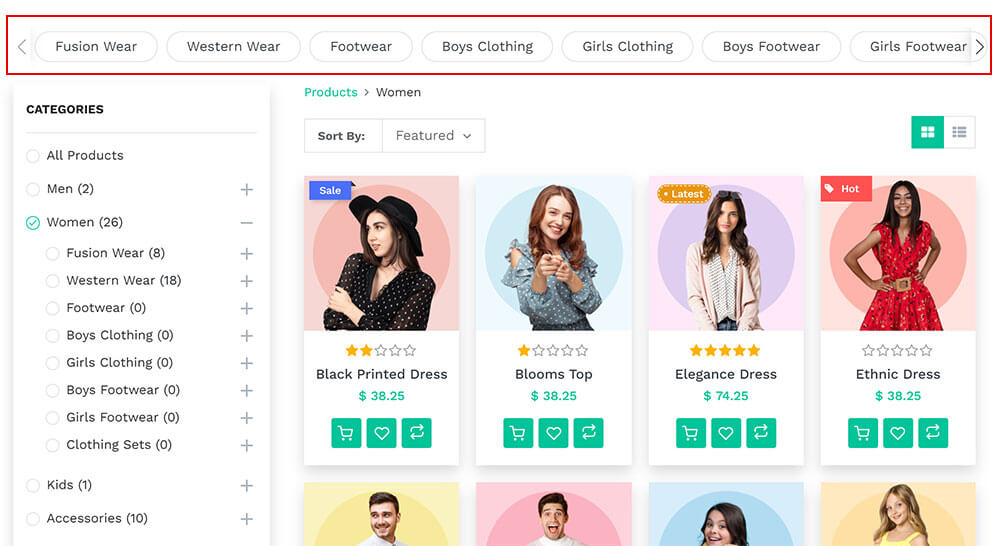 Fusion Wear
Western Wear
Footwear
Boys Clothing
Girls Clothing
Boys Footwear
Girls Footwear
CATEGORIES
All Products
Men (2)
Women (26)
Fusion Wear (8)
Western Wear (18)
Footwear (0)
Boys Clothing (0)
Girls Clothing (0)
Boys Footwear (0)
Girls Footwear (0)
Clothing Sets (0)
Kids (1)
Accessories (10)
Products > Women
Sort By: Featured
Sale
Black Printed Dress
$ 38.25
Blooms Top
$ 38.25
Latest
Elegance Dress
$ 74.25
Hot
Ethnic Dress
$ 38.25